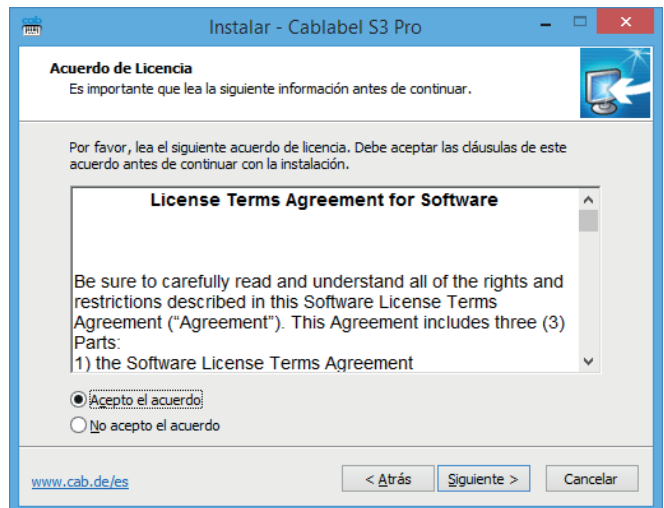 cab
Instalar - Cablabel S3 Pro
Acuerdo de Licencia
Es importante que lea la siguiente información antes de continuar.
Por favor, lea el siguiente acuerdo de licencia. Debe aceptar las cláusulas de este
acuerdo antes de continuar con la instalación.
License Terms Agreement for Software
Be sure to carefully read and understand all of the rights and
restrictions described in this Software License Terms
Agreement (“Agreement”). This Agreement includes three (3)
Parts:
1) the Software License Terms Agreement
Acepto el acuerdo
No acepto el acuerdo
www.cab.de/es
< Atrás
Siguiente >
Cancelar